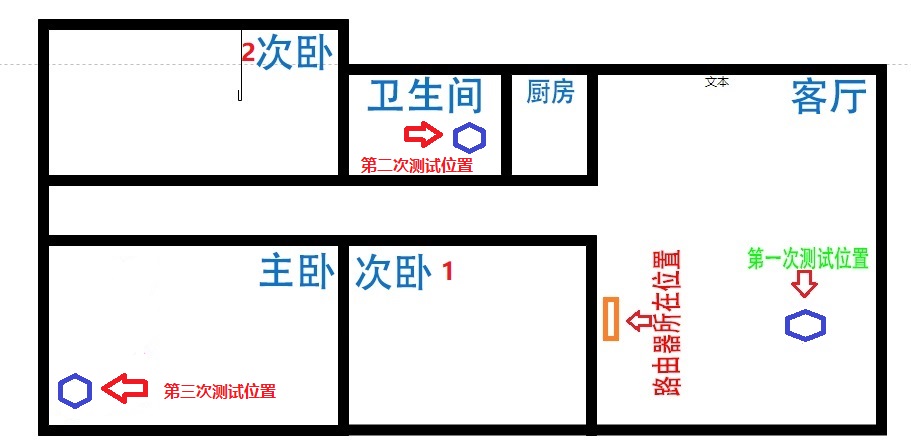 2次卧
卫生间
厨房
文本
客厅
第二次测试位置
主卧
次卧 1
路由器所在位置
第一次测试位置
第三次测试位置